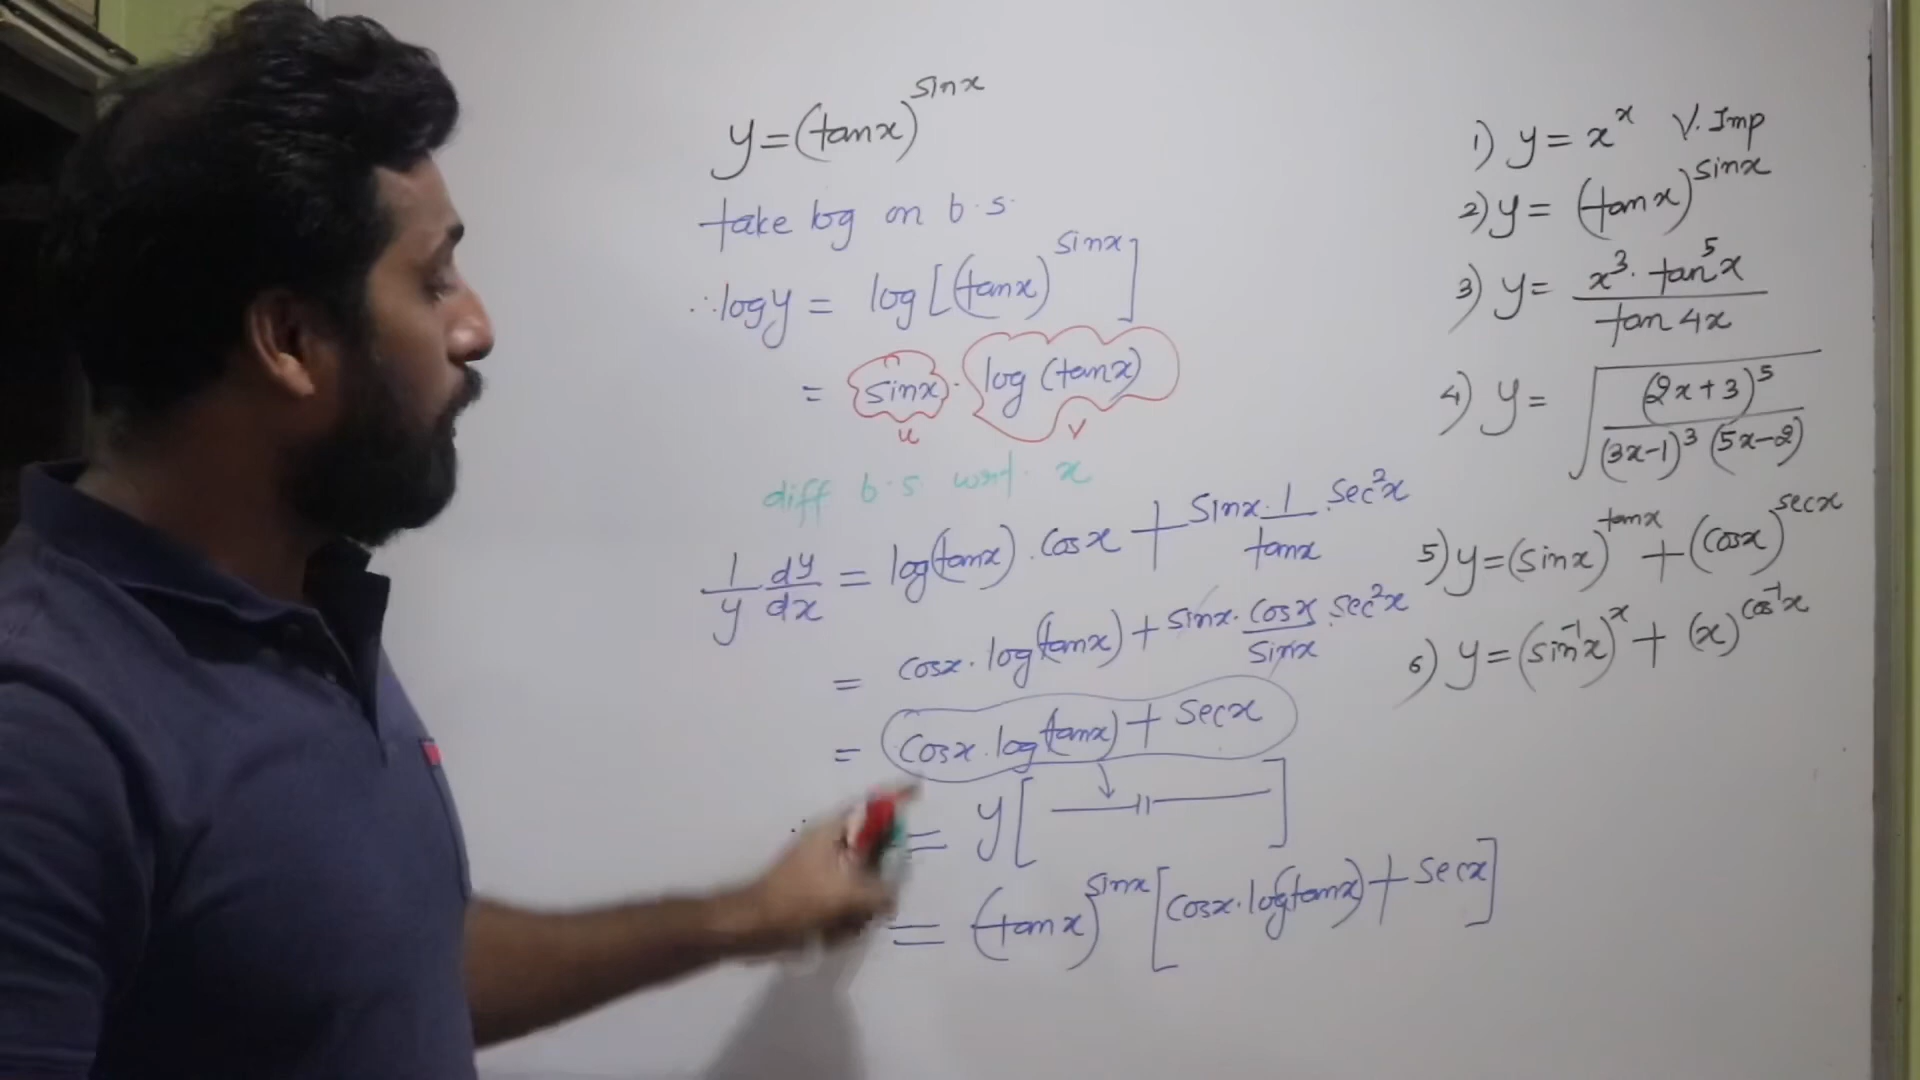 y = (tanx)^sinx
take log on b.s.
∴ logy = log[(tanx)^sinx]
= sinx . log(tanx)
u v
diff b.s. wrt. x
1/y dy/dx = log(tanx) . cosx + sinx . 1/tanx . sec²x
= cosx . log(tanx) + sinx . cosx/sinx . sec²x
= cosx . log(tanx) + secx
= y[ —〃— ]
= (tanx)^sinx [cosx . log(tanx) + secx]
1) y = x^x V. Imp
2) y = (tanx)^sinx
3) y = x³ . tan⁵x / tan 4x
4) y = √((2x+3)⁵ / (3x-1)³ (5x-2))
5) y = (sinx)^tanx + (cosx)^secx
6) y = (sin⁻¹x)^x + (x)^cos⁻¹x